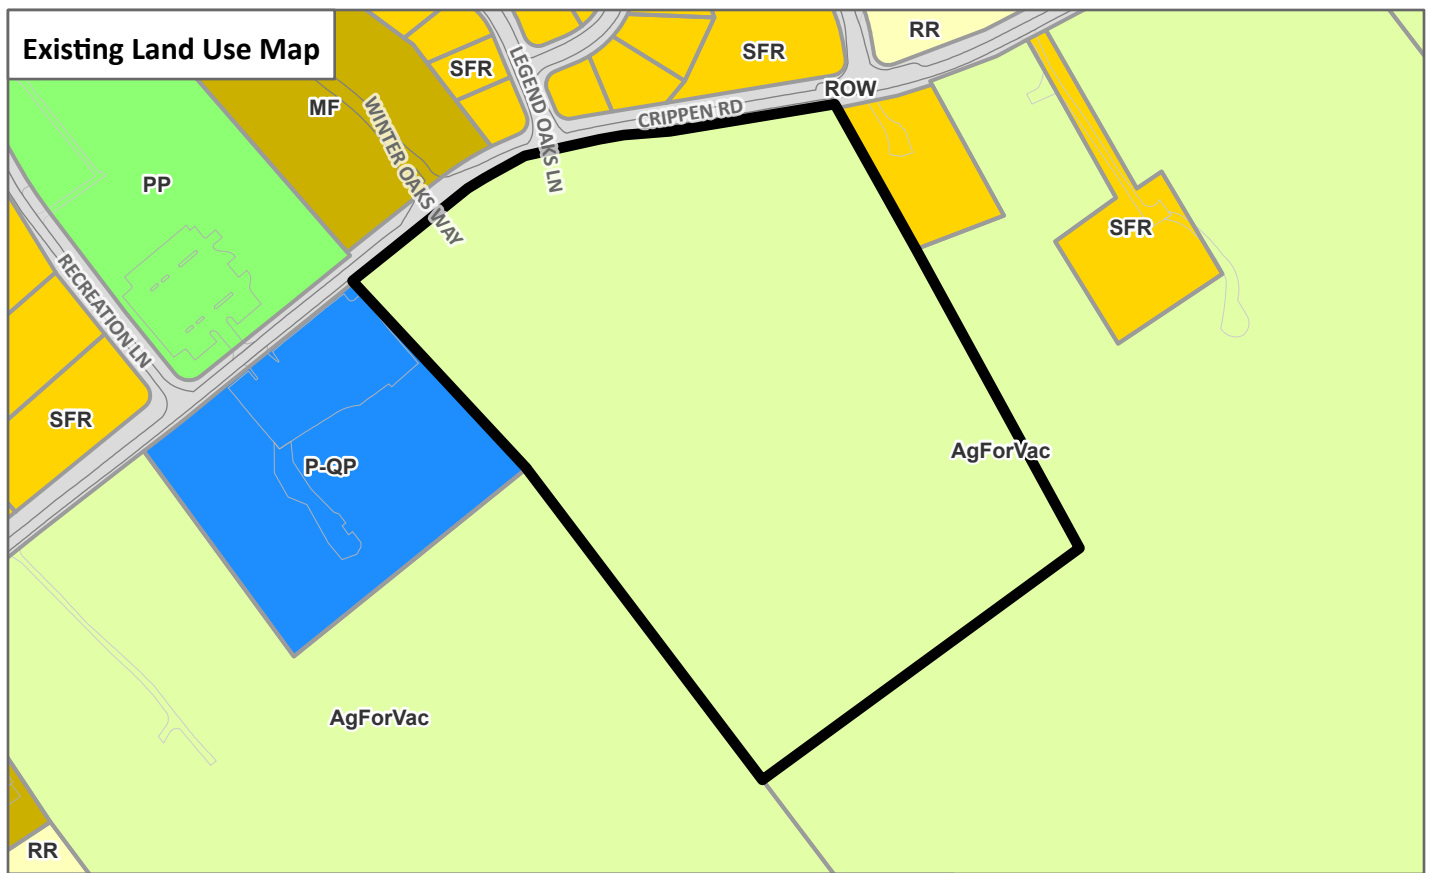 Existing Land Use Map
RR
SFR
SFR
LEGEND OAKS LN
ROW
MF
CRIPPEN RD
WINTER OAKS WAY
PP
SFR
RECREATION LN
SFR
AgForVac
P-QP
AgForVac
RR